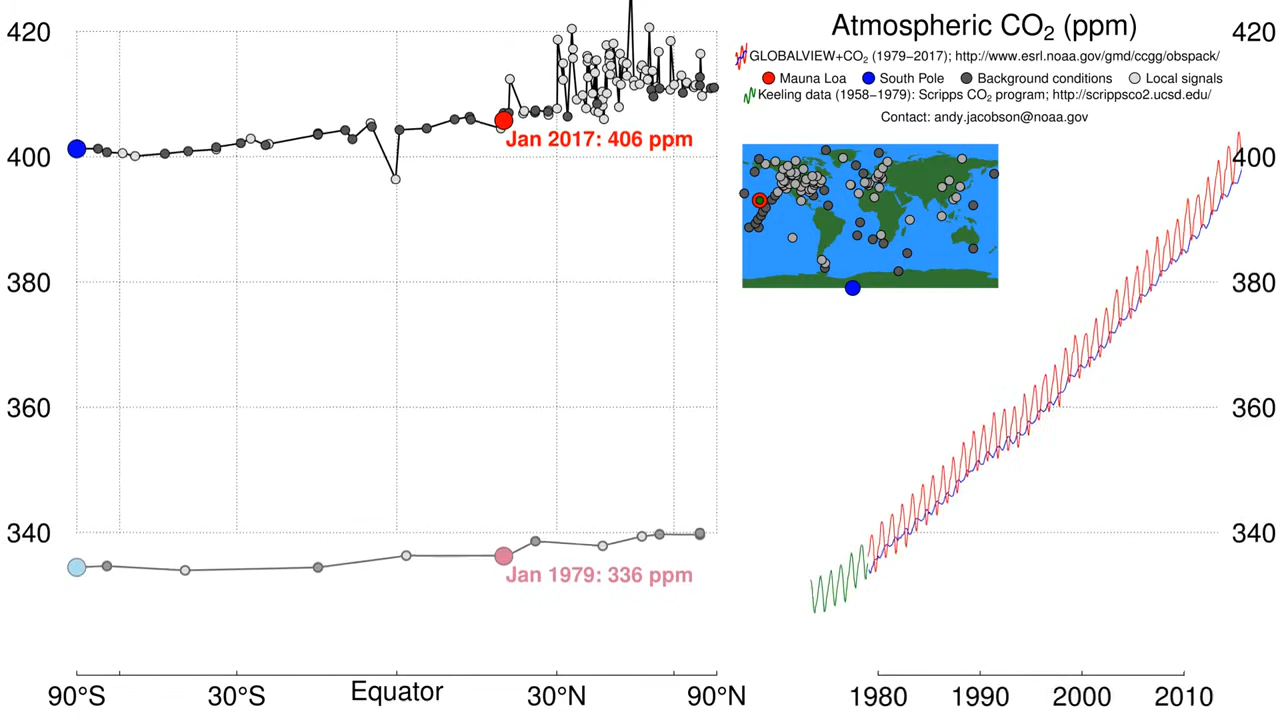 Atmospheric CO₂ (ppm)
GLOBALVIEW+CO₂ (1979−2017); http://www.esrl.noaa.gov/gmd/ccgg/obspack/
Mauna Loa South Pole Background conditions Local signals
Keeling data (1958−1979): Scripps CO₂ program; http://scrippsco2.ucsd.edu/
Contact: andy.jacobson@noaa.gov
420
400
380
360
340
Jan 2017: 406 ppm
Jan 1979: 336 ppm
90°S 30°S Equator 30°N 90°N
420
400
380
360
340
1980 1990 2000 2010